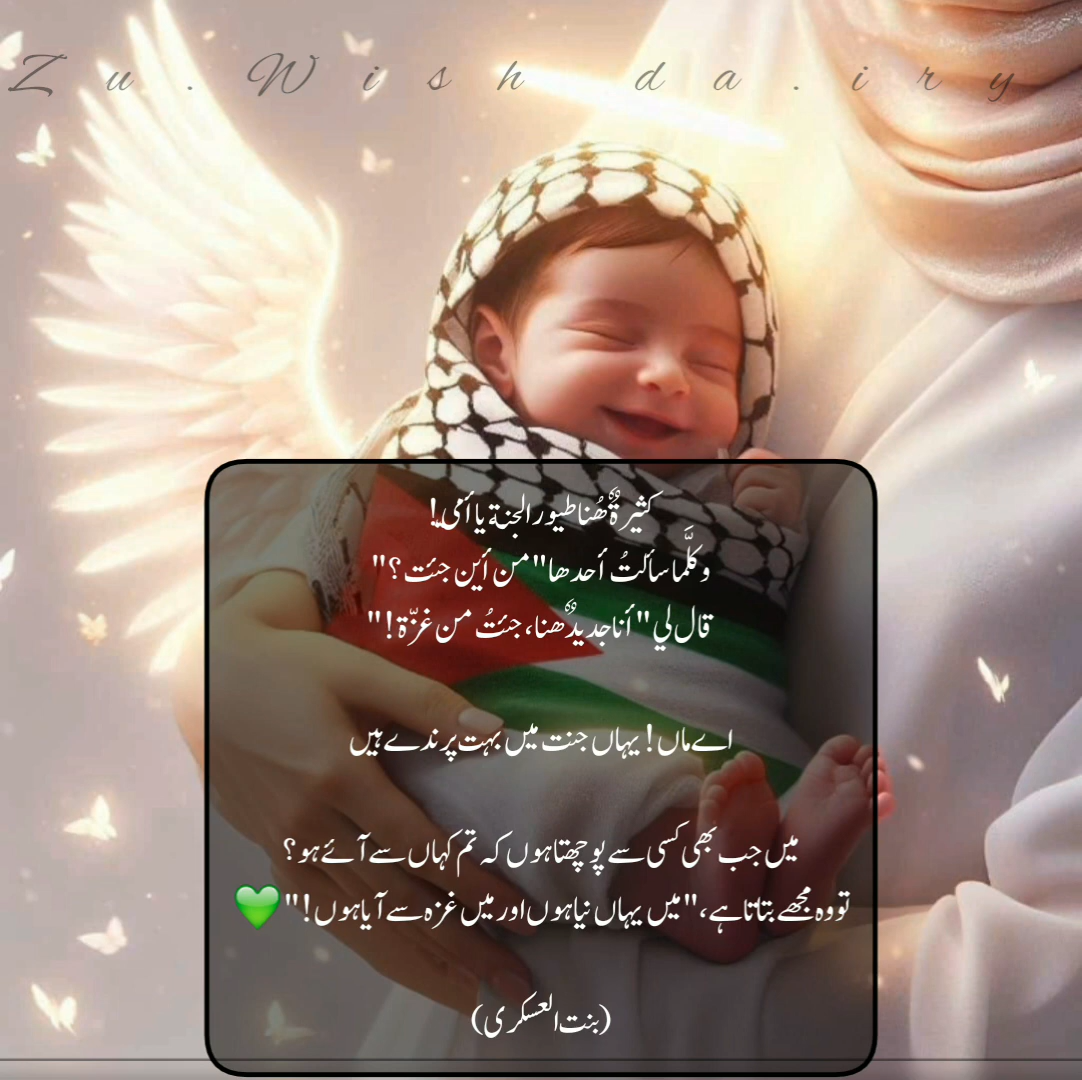 Zu.Wish da.iry
كثيرةٌ هُنا طيور الجنة يا أمي!
وكلَّما سألتُ أحدها "من أين جئت؟"
قال لي "أنا جديدٌ هنا، جئتُ من غزّة!"
اے ماں! یہاں جنت میں بہت پرندے ہیں
میں جب بھی کسی سے پوچھتا ہوں کہ تم کہاں سے آئے ہو؟
تو وہ مجھے بتاتا ہے، "میں یہاں نیا ہوں اور میں غزہ سے آیا ہوں!"💚
(بنت العسکری)